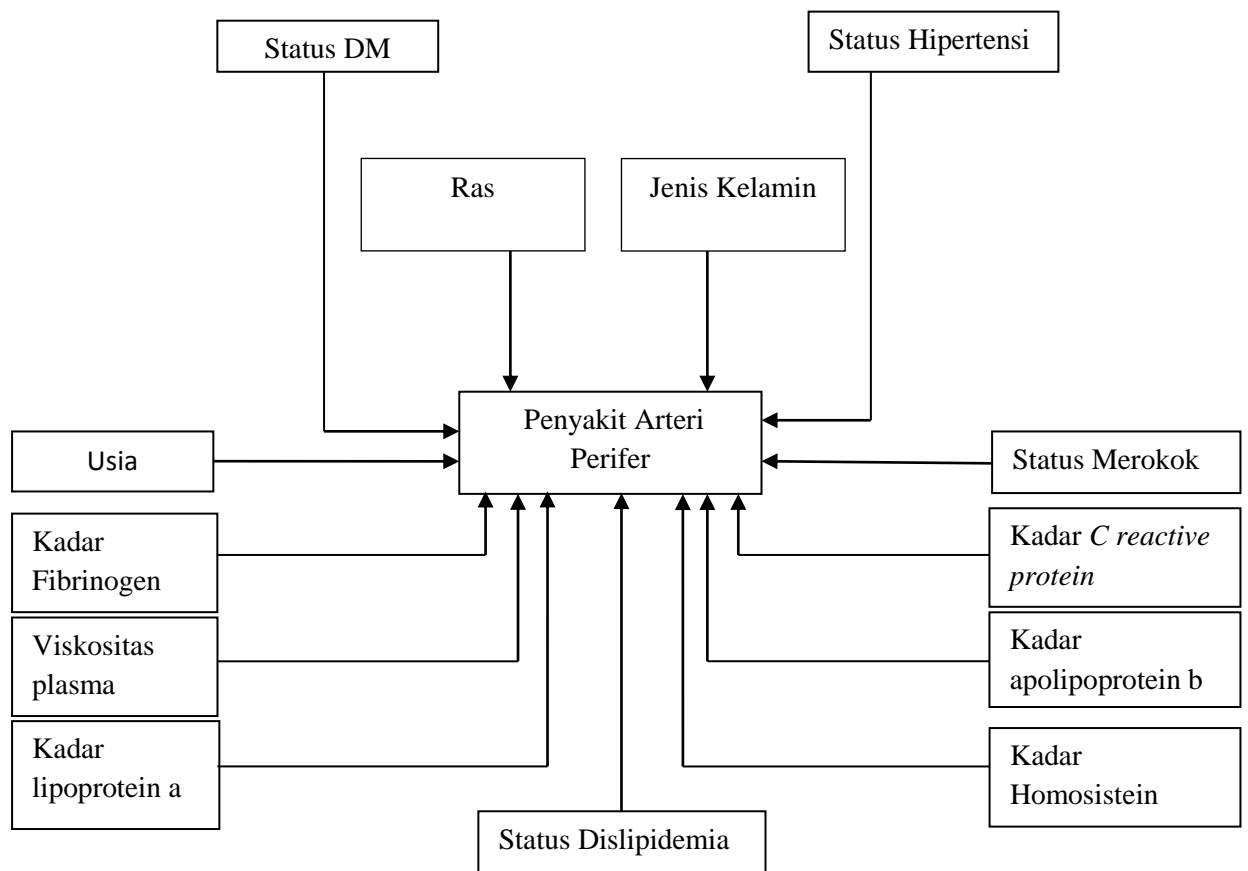 Status DM
Status Hipertensi
Ras
Jenis Kelamin
Penyakit Arteri
Perifer
Usia
Status Merokok
Kadar
Fibrinogen
Kadar C reactive
protein
Viskositas
plasma
Kadar
apolipoprotein b
Kadar
lipoprotein a
Kadar
Homosistein
Status Dislipidemia